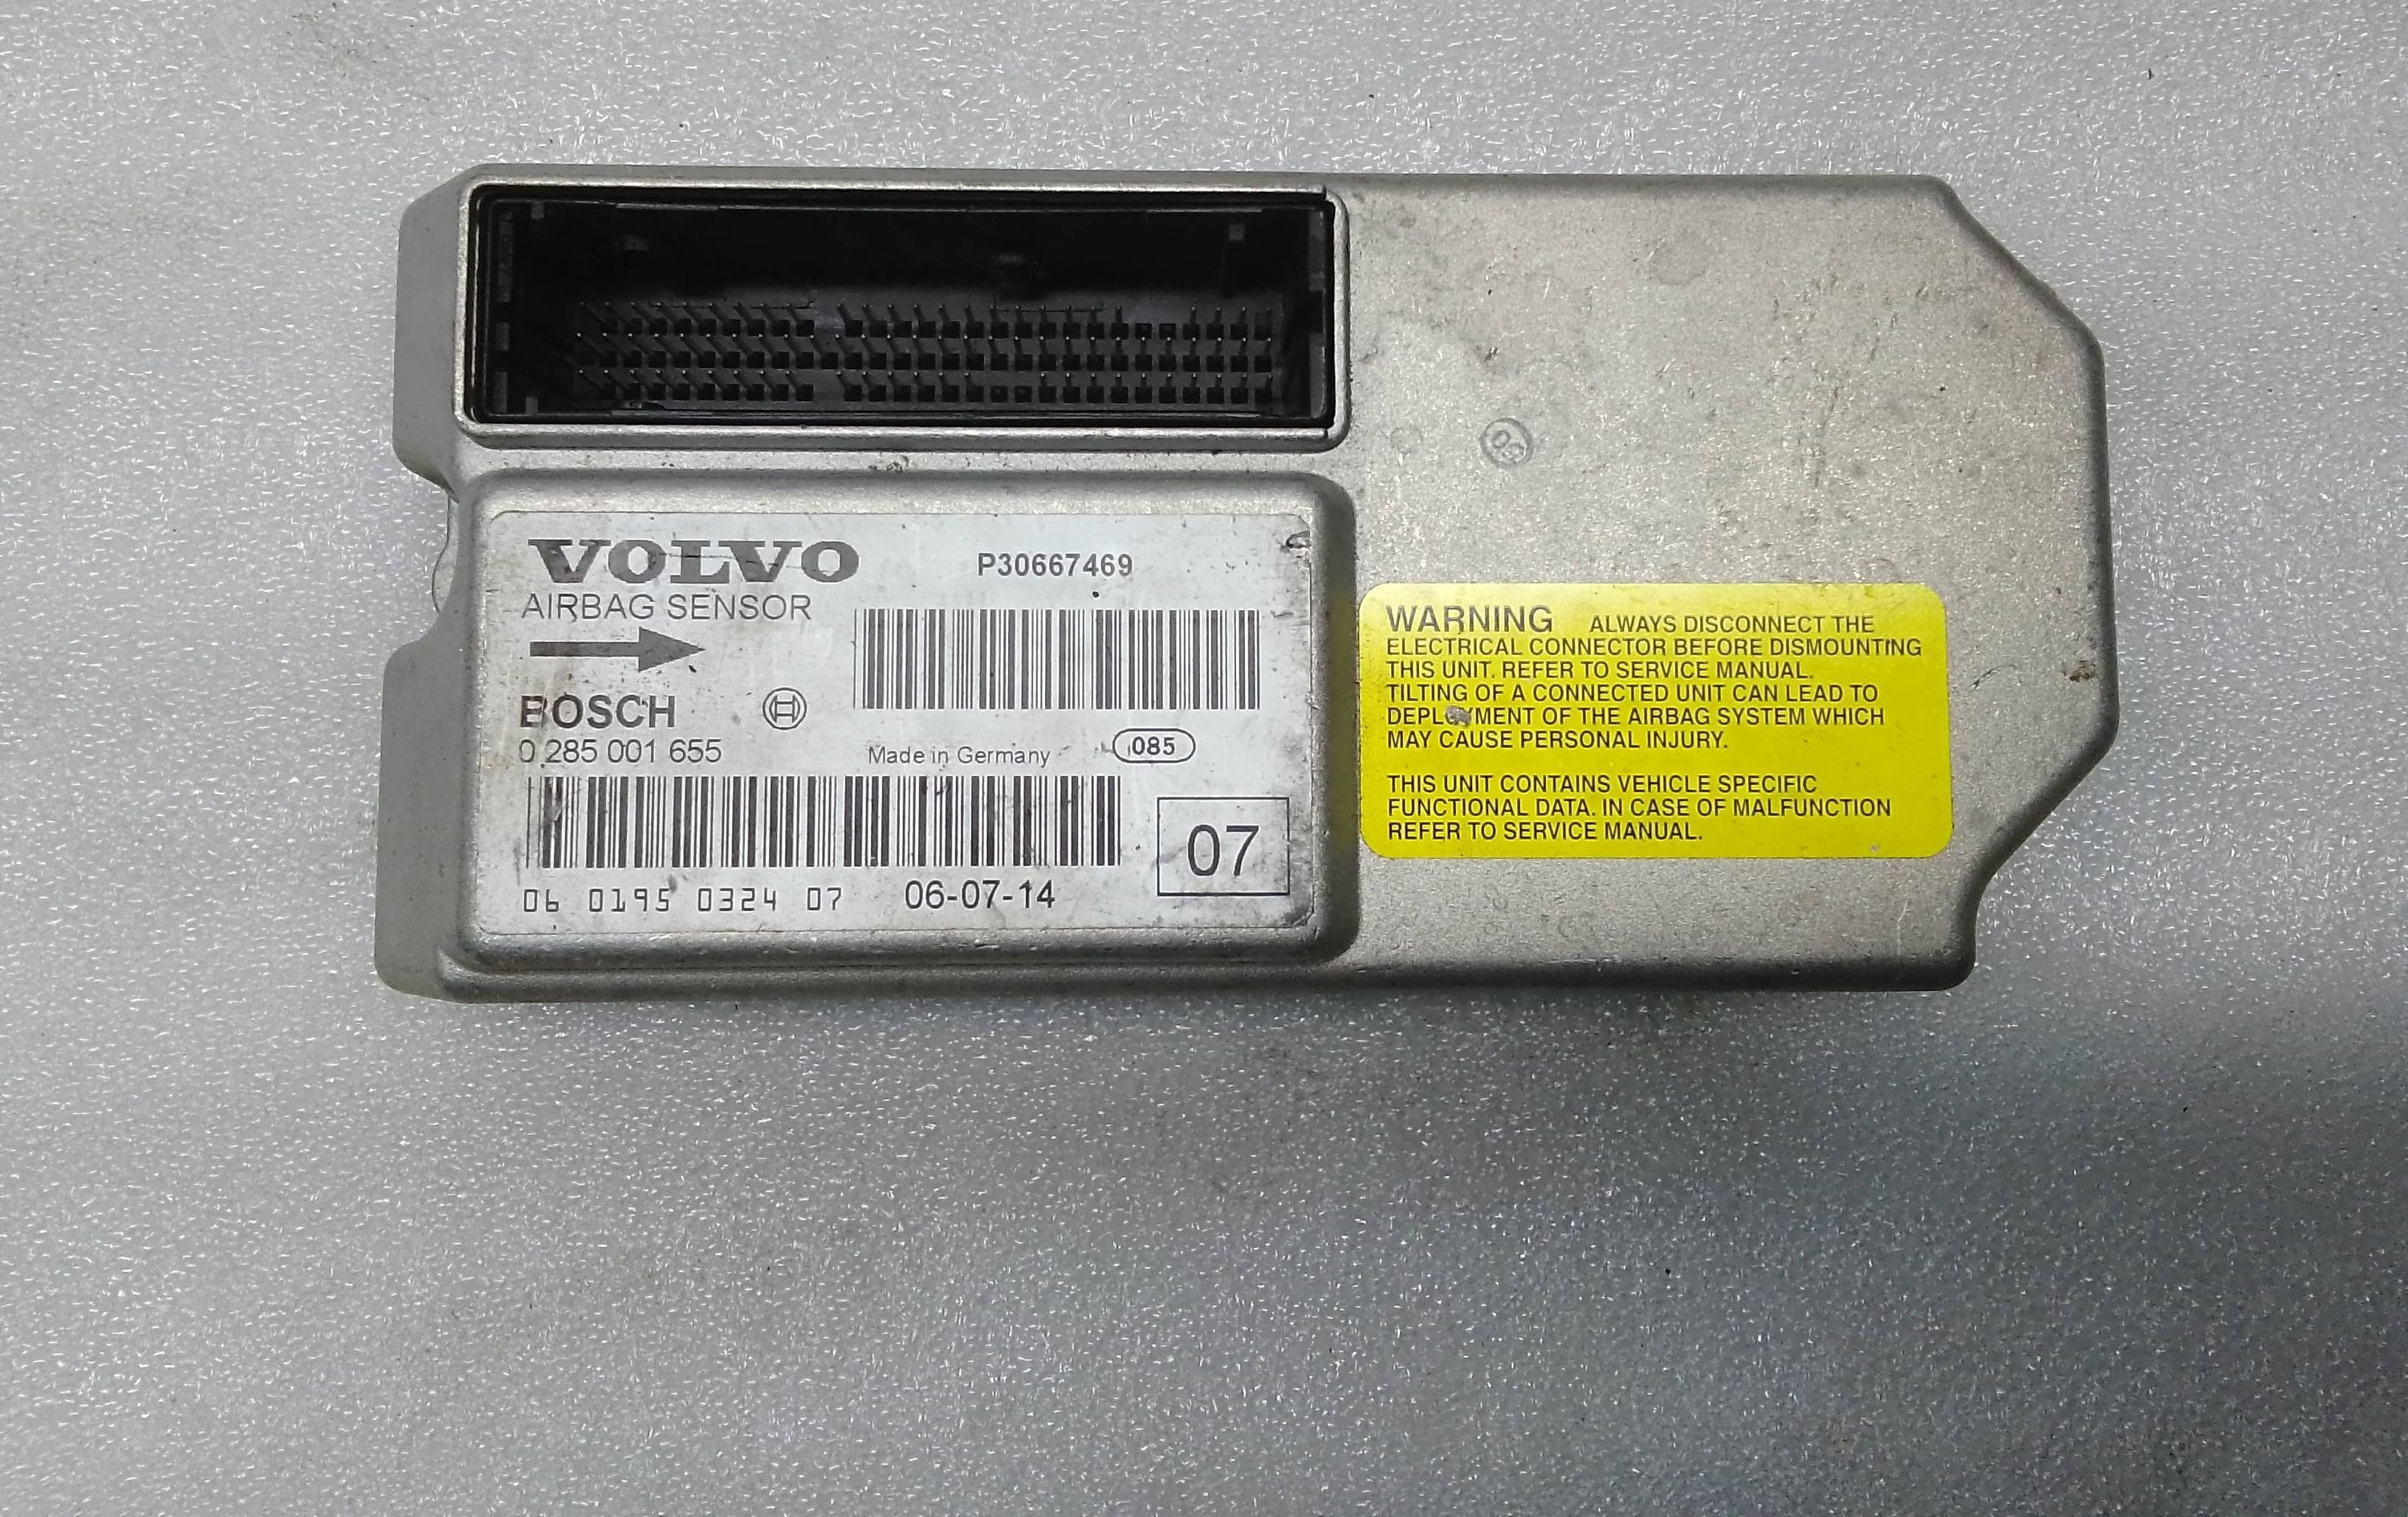 VOLVO
P30667469
AIRBAG SENSOR
BOSCH
0 285 001 655
Made in Germany
085
07
06 0195 0324 07
06-07-14
WARNING ALWAYS DISCONNECT THE
ELECTRICAL CONNECTOR BEFORE DISMOUNTING
THIS UNIT. REFER TO SERVICE MANUAL.
TILTING OF A CONNECTED UNIT CAN LEAD TO
DEPLOYMENT OF THE AIRBAG SYSTEM WHICH
MAY CAUSE PERSONAL INJURY.
THIS UNIT CONTAINS VEHICLE SPECIFIC
FUNCTIONAL DATA. IN CASE OF MALFUNCTION
REFER TO SERVICE MANUAL.